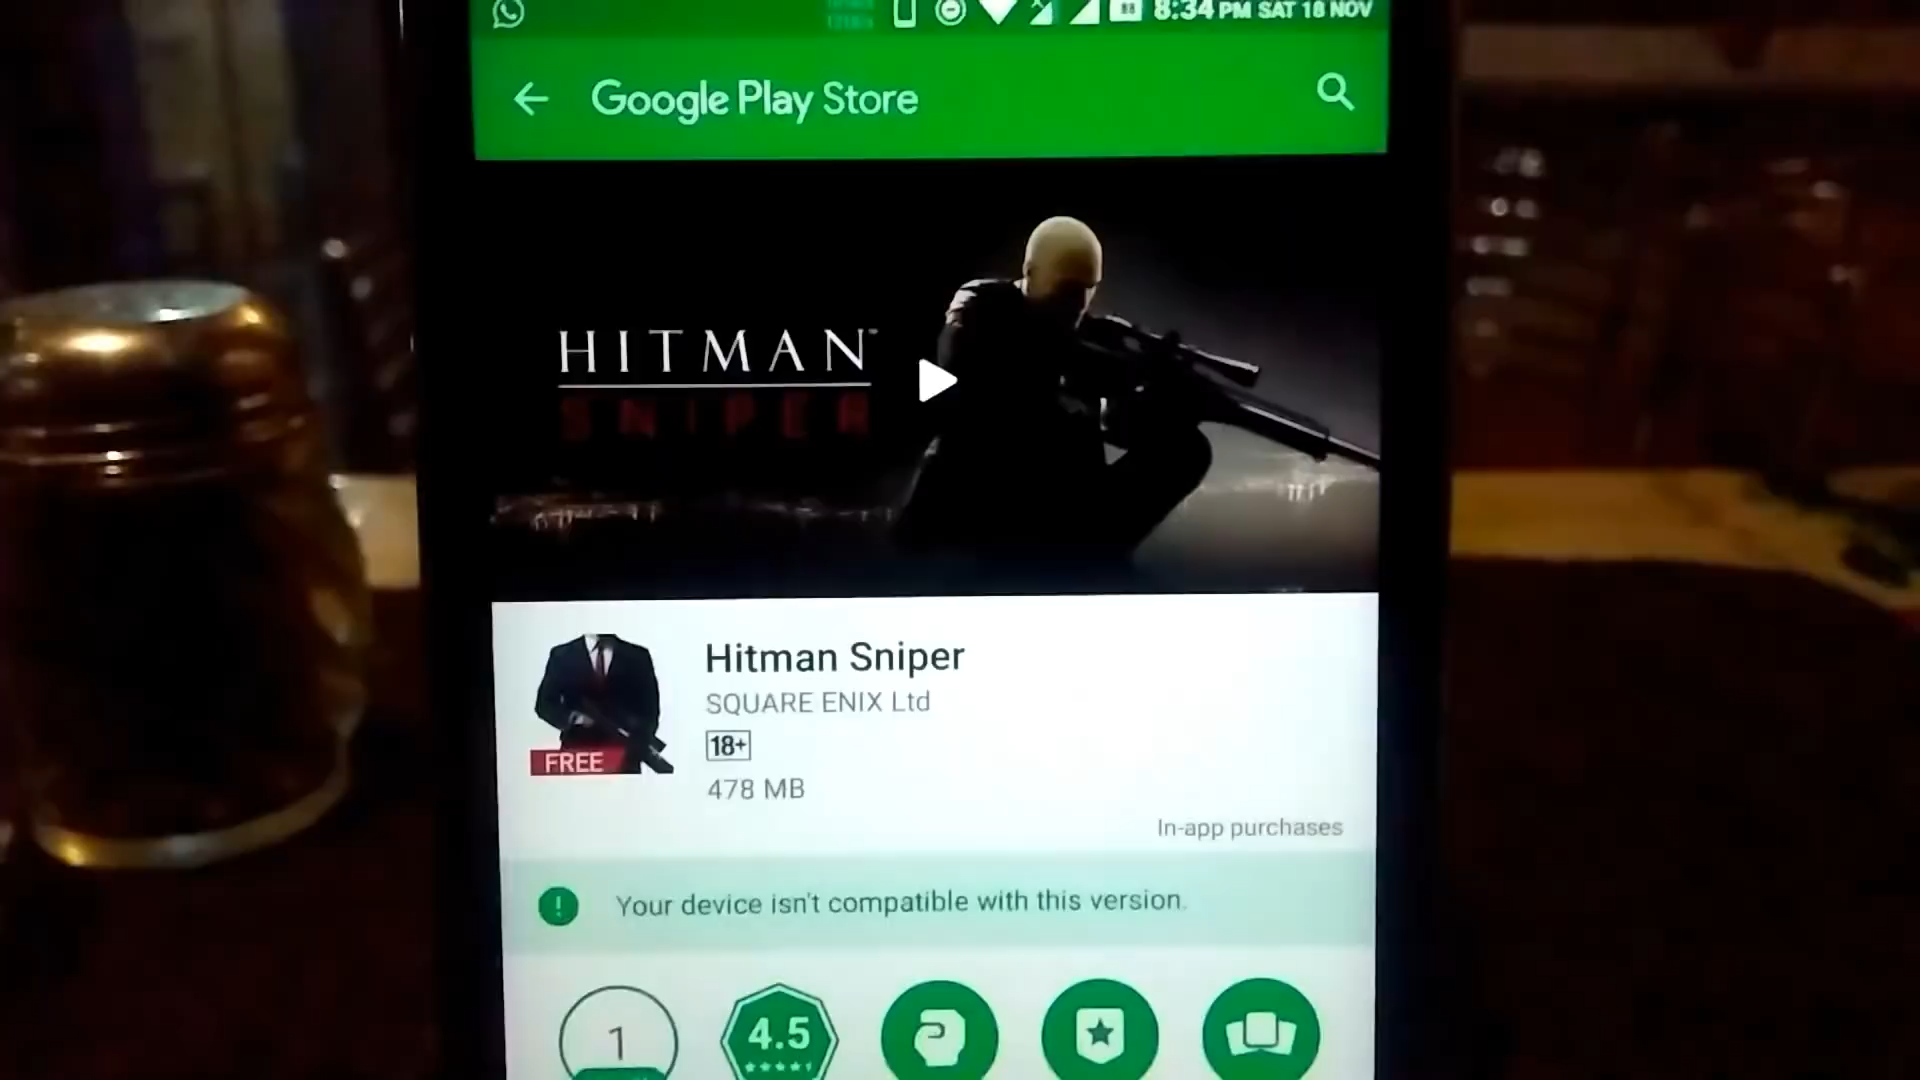 8:34 PM SAT 18 NOV
Google Play Store
HITMAN™
SNIPER
Hitman Sniper
SQUARE ENIX Ltd
FREE
18+
478 MB
In-app purchases
Your device isn't compatible with this version.
1
4.5